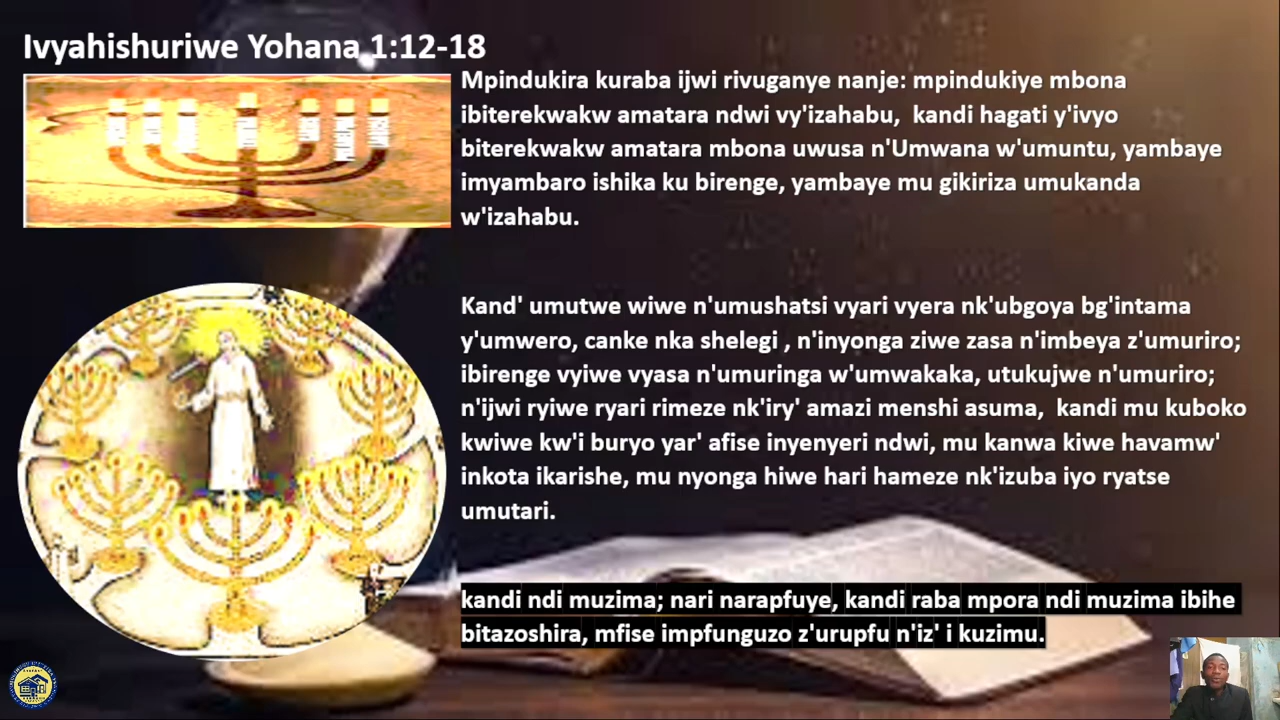 Ivyahishuriwe Yohana 1:12-18
Mpindukira kuraba ijwi rivuganye nanje: mpindukiye mbona
ibiterekwakw amatara ndwi vy'izahabu, kandi hagati y'ivyo
biterekwakw amatara mbona uwusa n'Umwana w'umuntu, yambaye
imyambaro ishika ku birenge, yambaye mu gikiriza umukanda
w'izahabu.
Kand' umutwe wiwe n'umushatsi vyari vyera nk'ubgoya bg'intama
y'umwero, canke nka shelegi , n'inyonga ziwe zasa n'imbeya z'umuriro;
ibirenge vyiwe vyasa n'umuringa w'umwakaka, utukujwe n'umuriro;
n'ijwi ryiwe ryari rimeze nk'iry' amazi menshi asuma, kandi mu kuboko
kwiwe kw'i buryo yar' afise inyenyeri ndwi, mu kanwa kiwe havamw'
inkota ikarishe, mu nyonga hiwe hari hameze nk'izuba iyo ryatse
umutari.
kandi ndi muzima; nari narapfuye, kandi raba mpora ndi muzima ibihe
bitazoshira, mfise impfunguzo z'urupfu n'iz' i kuzimu.